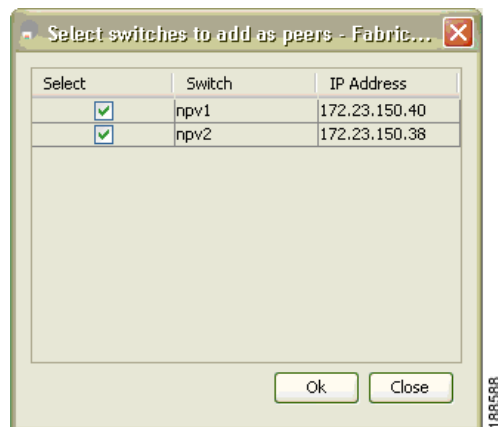 Select switches to add as peers - Fabric...
Select Switch IP Address
npv1 172.23.150.40
npv2 172.23.150.38
Ok Close
188588